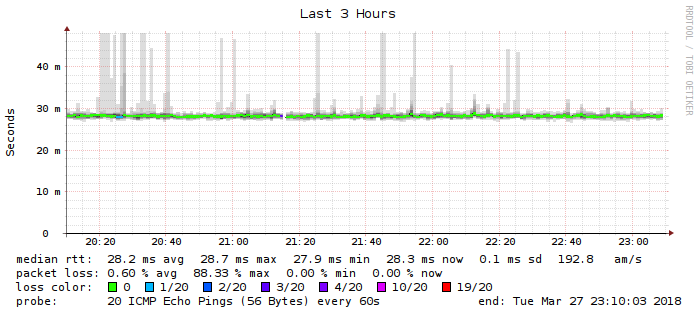 Last 3 Hours
RRDTOOL / TOBI OETIKER
Seconds
40 m
30 m
20 m
10 m
0
20:20 20:40 21:00 21:20 21:40 22:00 22:20 22:40 23:00
median rtt: 28.2 ms avg 28.7 ms max 27.9 ms min 28.3 ms now 0.1 ms sd 192.8 am/s
packet loss: 0.60 % avg 88.33 % max 0.00 % min 0.00 % now
loss color: 0 1/20 2/20 3/20 4/20 10/20 19/20
probe: 20 ICMP Echo Pings (56 Bytes) every 60s end: Tue Mar 27 23:10:03 2018